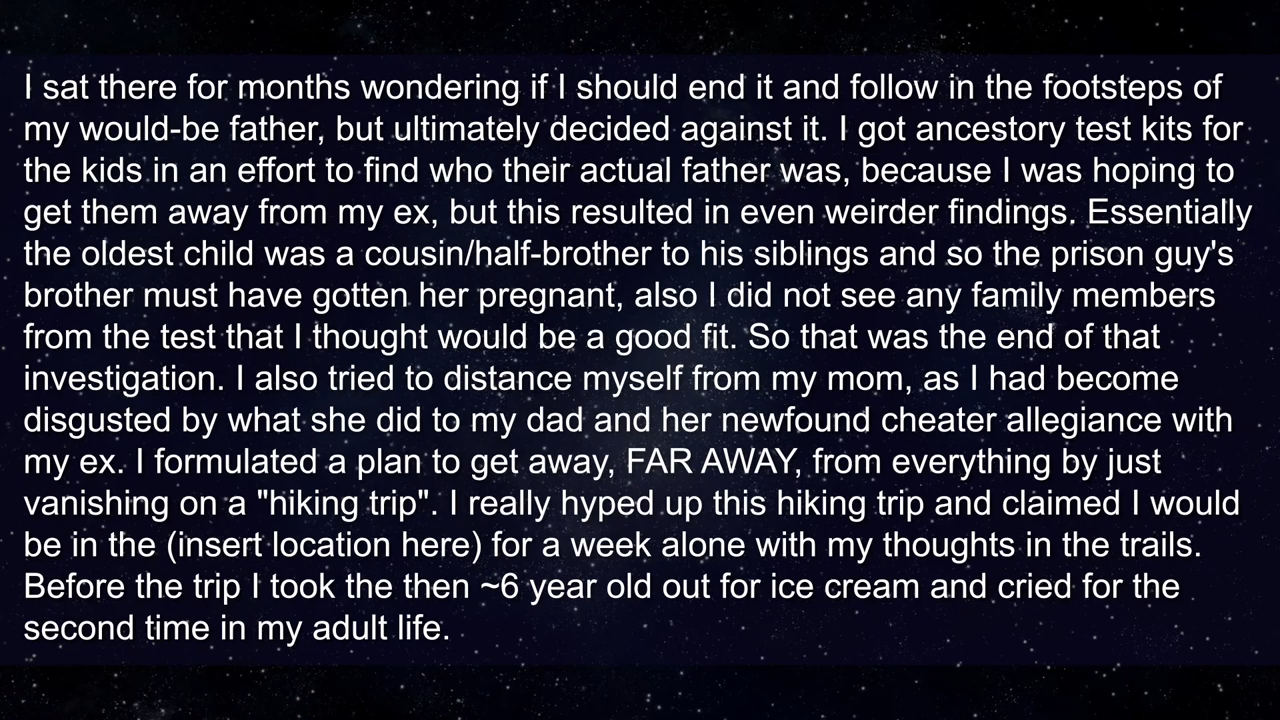 I sat there for months wondering if I should end it and follow in the footsteps of
my would-be father, but ultimately decided against it. I got ancestory test kits for
the kids in an effort to find who their actual father was, because I was hoping to
get them away from my ex, but this resulted in even weirder findings. Essentially
the oldest child was a cousin/half-brother to his siblings and so the prison guy's
brother must have gotten her pregnant, also I did not see any family members
from the test that I thought would be a good fit. So that was the end of that
investigation. I also tried to distance myself from my mom, as I had become
disgusted by what she did to my dad and her newfound cheater allegiance with
my ex. I formulated a plan to get away, FAR AWAY, from everything by just
vanishing on a "hiking trip". I really hyped up this hiking trip and claimed I would
be in the (insert location here) for a week alone with my thoughts in the trails.
Before the trip I took the then ~6 year old out for ice cream and cried for the
second time in my adult life.